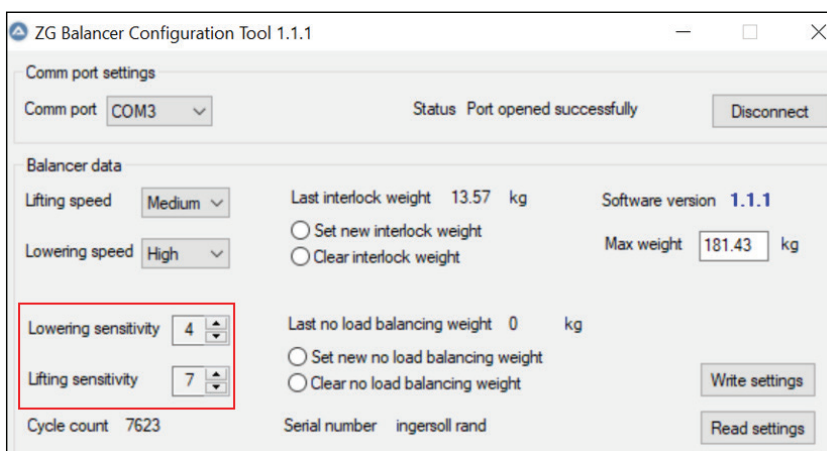 ZG Balancer Configuration Tool 1.1.1
Comm port settings
Comm port COM3 Status Port opened successfully Disconnect
Balancer data
Lifting speed Medium Last interlock weight 13.57 kg Software version 1.1.1
Set new interlock weight
Lowering speed High Clear interlock weight Max weight 181.43 kg
Lowering sensitivity 4 Last no load balancing weight 0 kg
Set new no load balancing weight
Lifting sensitivity 7 Clear no load balancing weight Write settings
Cycle count 7623 Serial number ingersoll rand Read settings